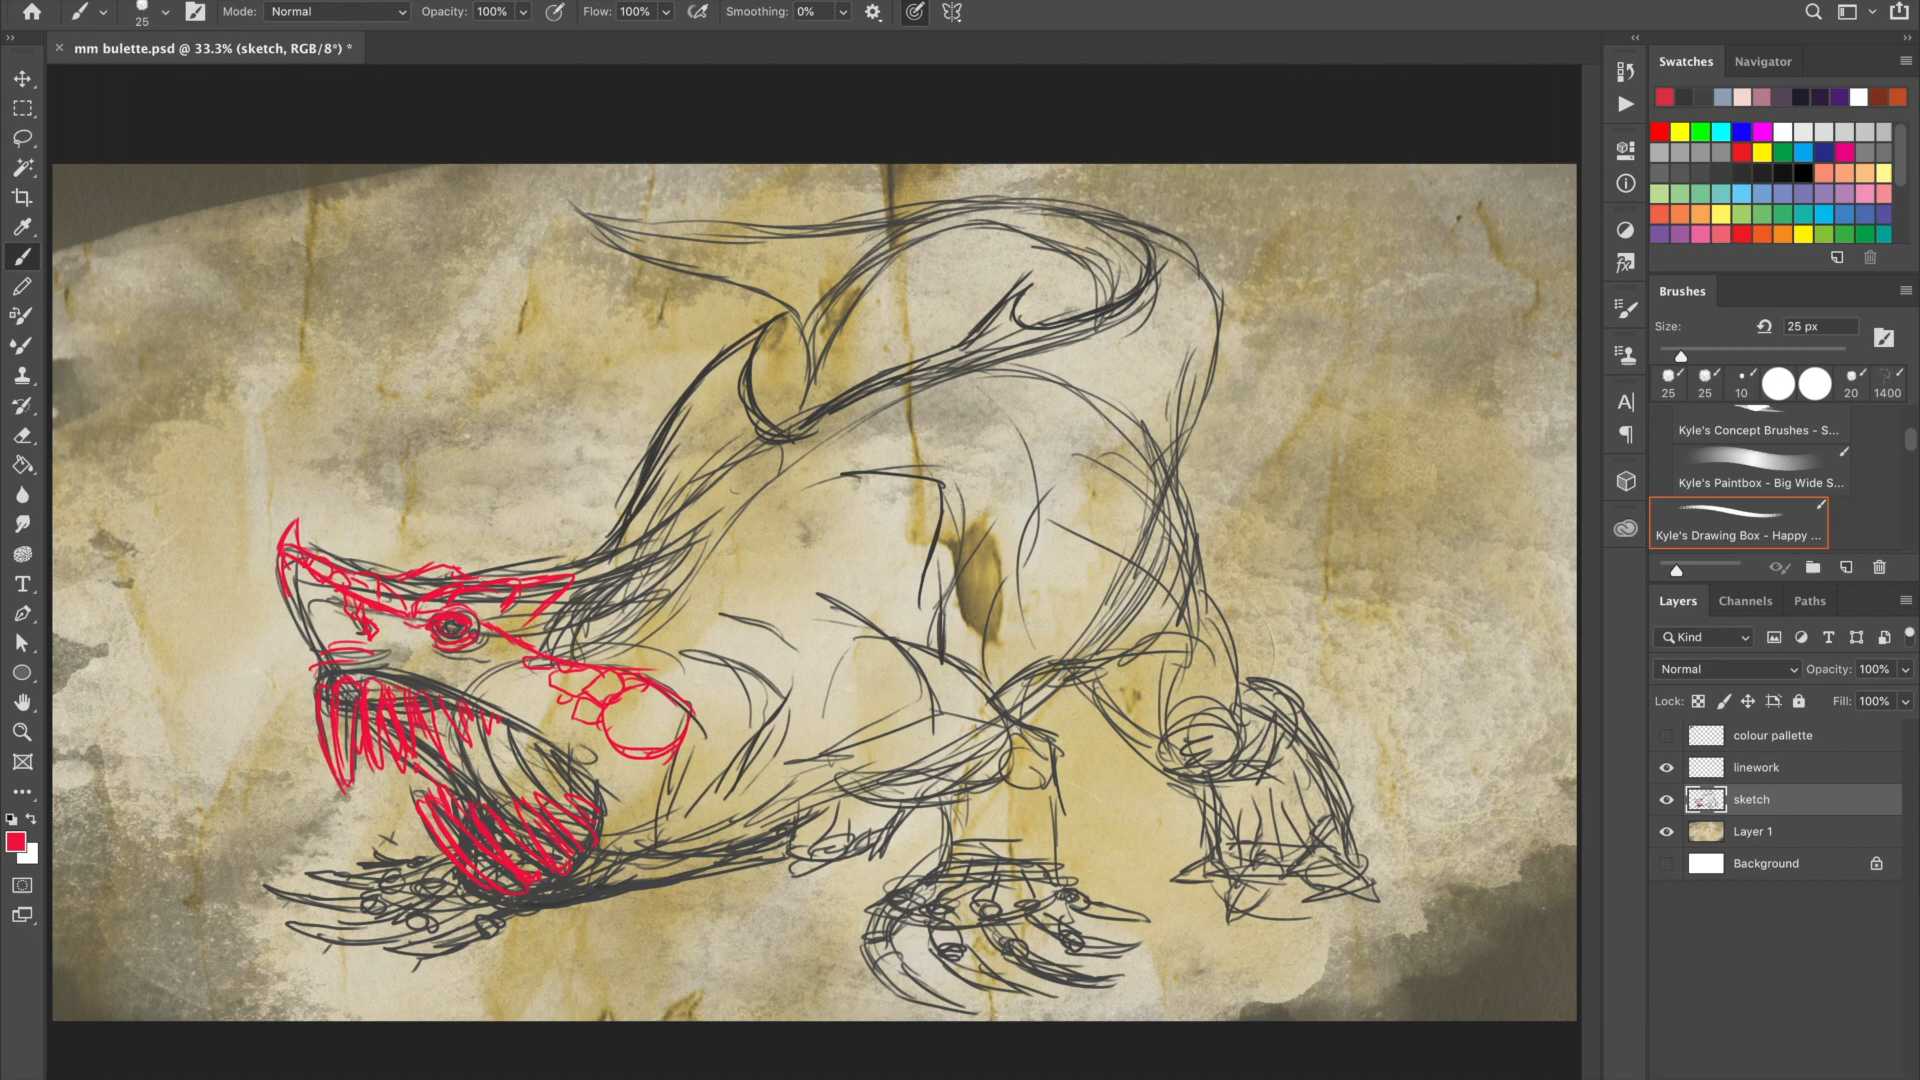 25
Mode:
Normal
Opacity:
100%
Flow:
100%
Smoothing:
0%
mm bulette.psd @ 33.3% (sketch, RGB/8*) *
Swatches
Navigator
Brushes
Size:
25 px
25
25
10
20
1400
Kyle's Concept Brushes - S...
Kyle's Paintbox - Big Wide S...
Kyle's Drawing Box - Happy ...
Layers
Channels
Paths
Kind
Normal
Opacity:
100%
Lock:
Fill:
100%
colour pallette
linework
sketch
Layer 1
Background